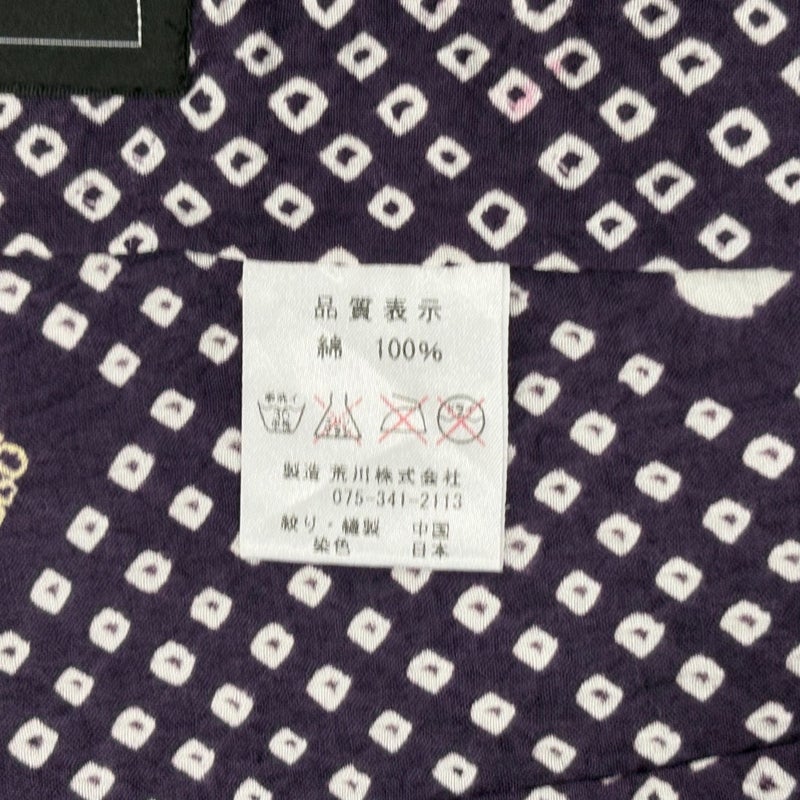 品質表示
綿 100%
手洗イ
30
中性
製造 荒川株式会社
075-341-2113
絞り・縫製 中国
染色 日本